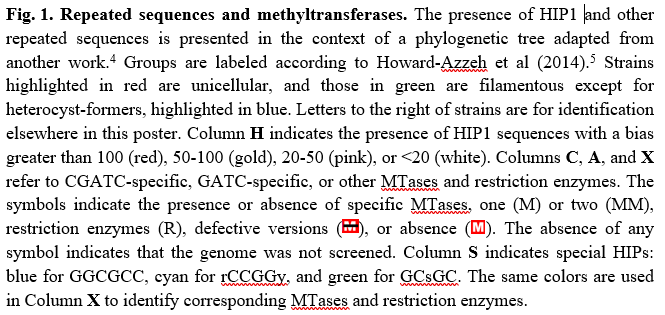 Fig. 1. Repeated sequences and methyltransferases. The presence of HIP1 and other
repeated sequences is presented in the context of a phylogenetic tree adapted from
another work.4 Groups are labeled according to Howard-Azzeh et al (2014).5 Strains
highlighted in red are unicellular, and those in green are filamentous except for
heterocyst-formers, highlighted in blue. Letters to the right of strains are for identification
elsewhere in this poster. Column H indicates the presence of HIP1 sequences with a bias
greater than 100 (red), 50-100 (gold), 20-50 (pink), or <20 (white). Columns C, A, and X
refer to CGATC-specific, GATC-specific, or other MTases and restriction enzymes. The
symbols indicate the presence or absence of specific MTases, one (M) or two (MM),
restriction enzymes (R), defective versions (M), or absence (M). The absence of any
symbol indicates that the genome was not screened. Column S indicates special HIPs:
blue for GGCGCC, cyan for rCCGGy, and green for GCsGC. The same colors are used
in Column X to identify corresponding MTases and restriction enzymes.